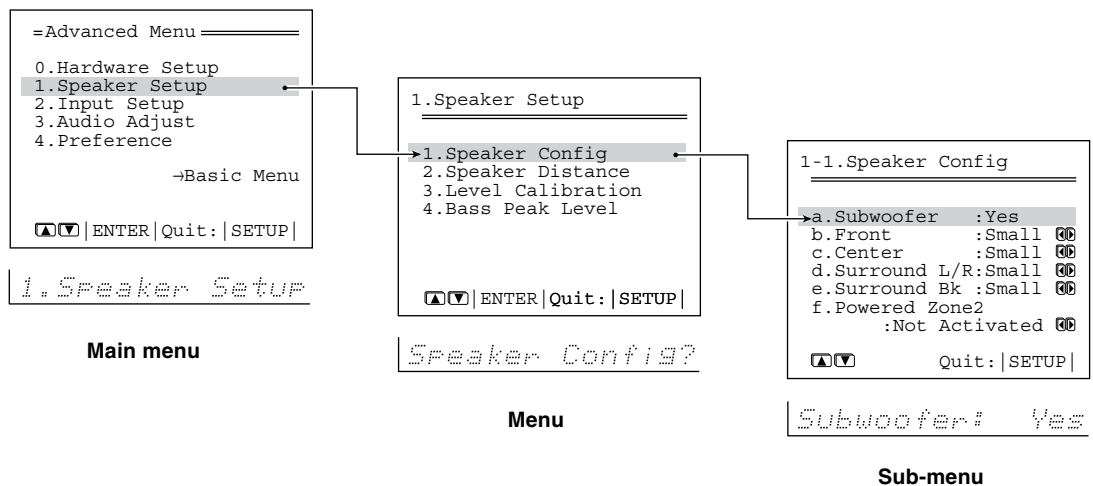 =Advanced Menu
0.Hardware Setup
1.Speaker Setup
2.Input Setup
3.Audio Adjust
4.Preference
→Basic Menu
▲▼|ENTER|Quit:|SETUP|
1.Speaker Setup
Main menu
1.Speaker Setup
1.Speaker Config
2.Speaker Distance
3.Level Calibration
4.Bass Peak Level
▲▼|ENTER|Quit:|SETUP|
Speaker Config?
Menu
1-1.Speaker Config
a.Subwoofer :Yes
b.Front :Small ◀▶
c.Center :Small ◀▶
d.Surround L/R:Small ◀▶
e.Surround Bk :Small ◀▶
f.Powered Zone2
:Not Activated ◀▶
▲▼ Quit:|SETUP|
Subwoofer: Yes
Sub-menu